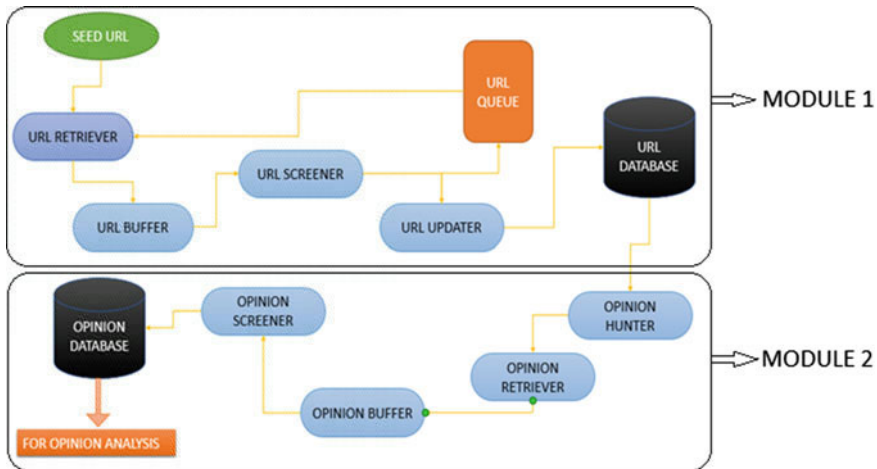 SEED URL
URL
QUEUE
MODULE 1
URL RETRIEVER
URL
DATABASE
URL SCREENER
URL BUFFER
URL UPDATER
OPINION
SCREENER
OPINION
HUNTER
OPINION
DATABASE
MODULE 2
OPINION
RETRIEVER
OPINION BUFFER
FOR OPINION ANALYSIS